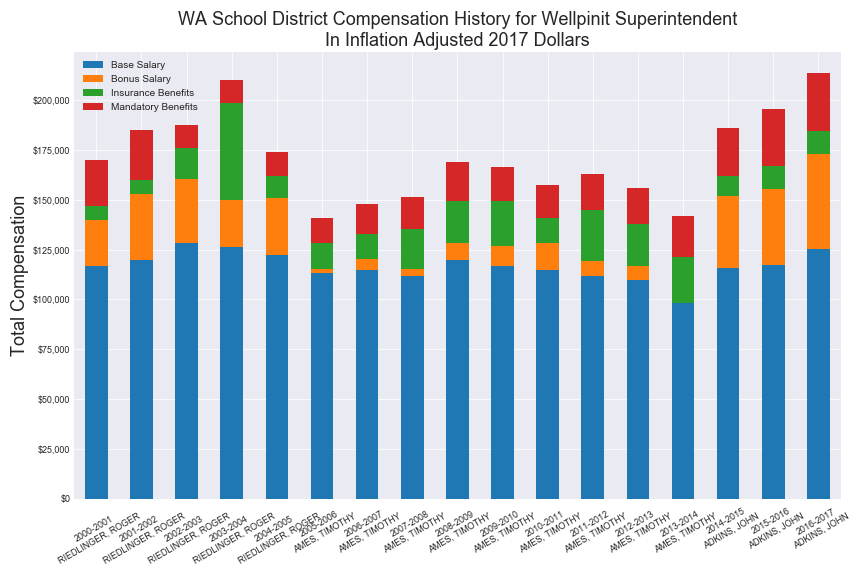 WA School District Compensation History for Wellpinit Superintendent
In Inflation Adjusted 2017 Dollars
Base Salary
Bonus Salary
Insurance Benefits
Mandatory Benefits
Total Compensation
$200,000
$175,000
$150,000
$125,000
$100,000
$75,000
$50,000
$25,000
$0
2000-2001
RIEDLINGER, ROGER
2001-2002
RIEDLINGER, ROGER
2002-2003
RIEDLINGER, ROGER
2003-2004
RIEDLINGER, ROGER
2004-2005
RIEDLINGER, ROGER
2005-2006
AMES, TIMOTHY
2006-2007
AMES, TIMOTHY
2007-2008
AMES, TIMOTHY
2008-2009
AMES, TIMOTHY
2009-2010
AMES, TIMOTHY
2010-2011
AMES, TIMOTHY
2011-2012
AMES, TIMOTHY
2012-2013
AMES, TIMOTHY
2013-2014
AMES, TIMOTHY
2014-2015
ADKINS, JOHN
2015-2016
ADKINS, JOHN
2016-2017
ADKINS, JOHN